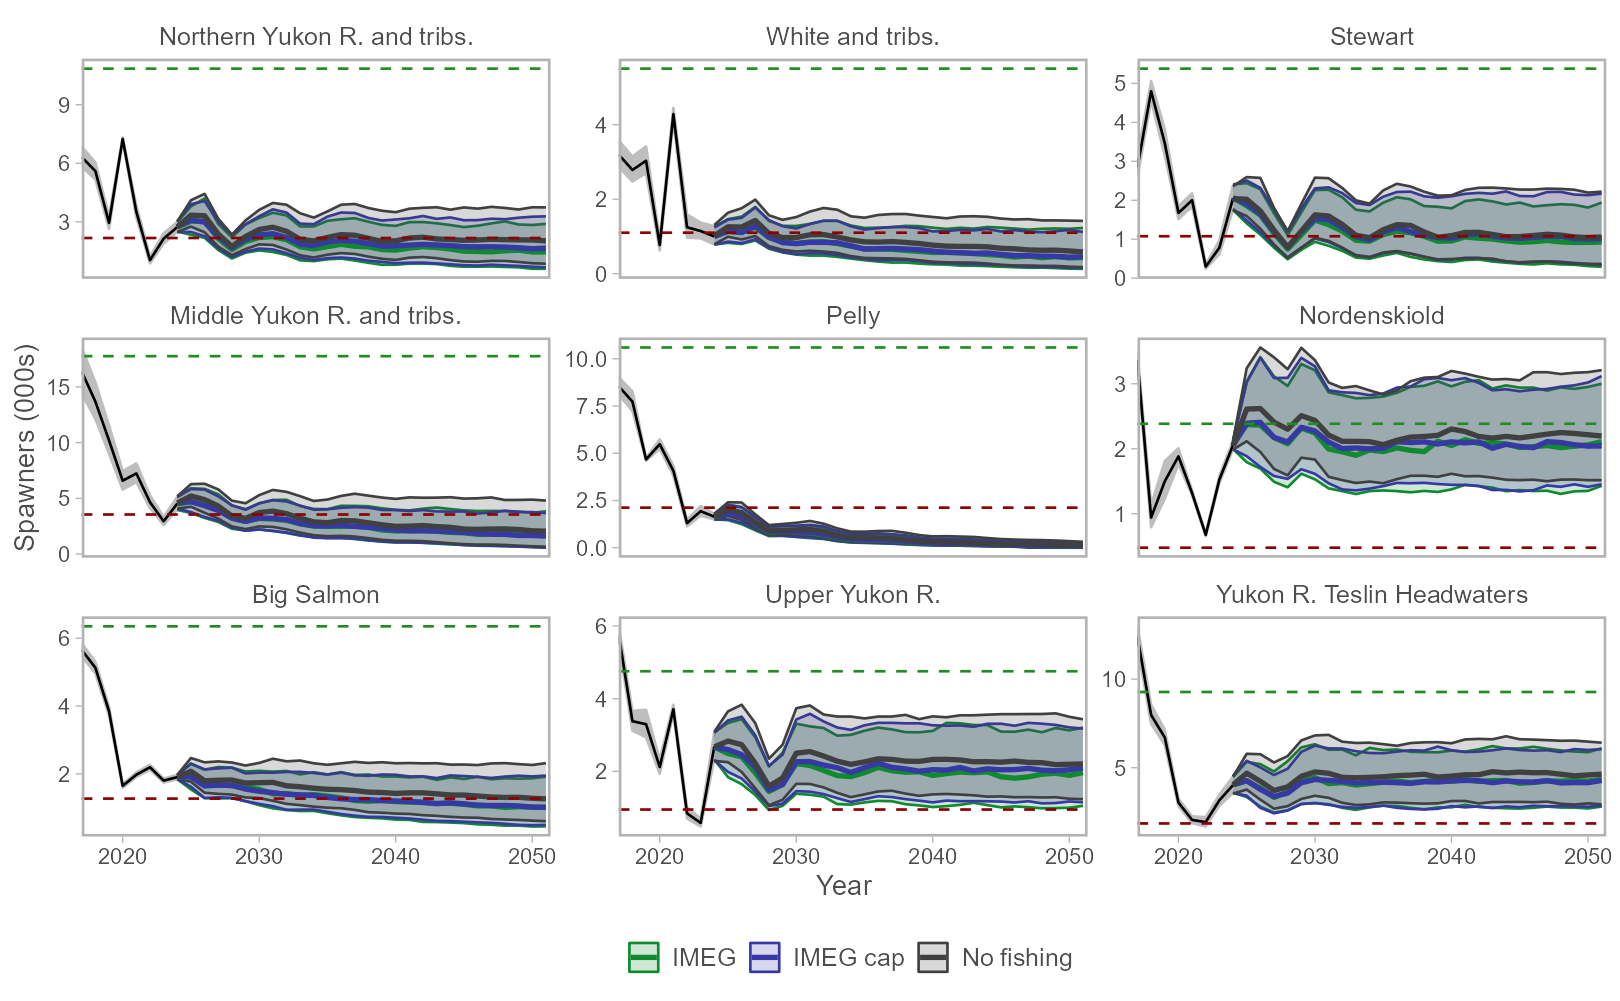 Northern Yukon R. and tribs.
White and tribs.
Stewart
9
6
3
4
2
0
5
4
3
2
1
0
Middle Yukon R. and tribs.
Pelly
Nordenskiold
Spawners (000s)
15
10
5
0
10.0
7.5
5.0
2.5
0.0
3
2
1
Big Salmon
Upper Yukon R.
Yukon R. Teslin Headwaters
6
4
2
6
4
2
10
5
2020 2030 2040 2050
2020 2030 2040 2050
2020 2030 2040 2050
Year
IMEG IMEG cap No fishing